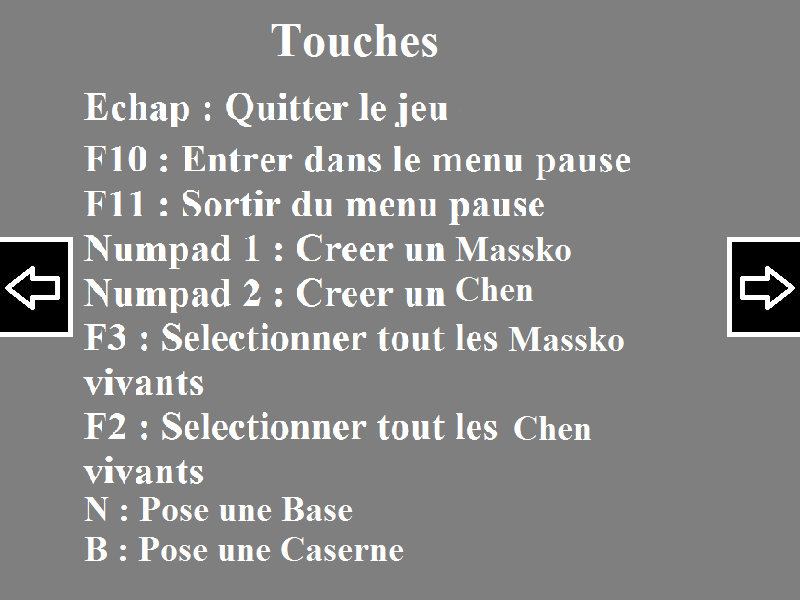 Touches
Echap : Quitter le jeu
F10 : Entrer dans le menu pause
F11 : Sortir du menu pause
Numpad 1 : Creer un Massko
Numpad 2 : Creer un Chen
F3 : Selectionner tout les Massko
vivants
F2 : Selectionner tout les Chen
vivants
N : Pose une Base
B : Pose une Caserne